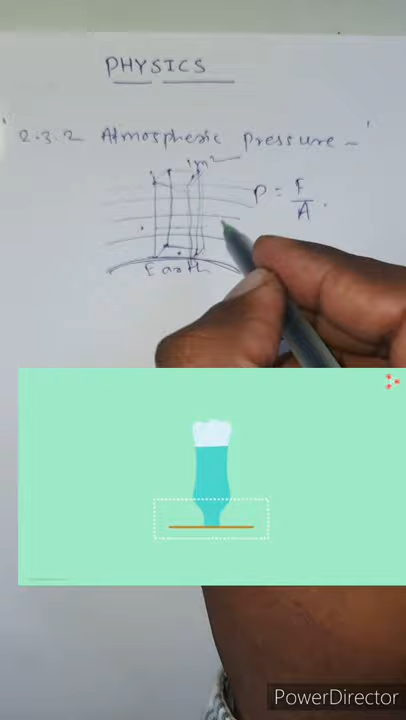 PHYSICS
2.3.2 Atmospheric pressure -
1m²
P = F/A.
Earth
PowerDirector